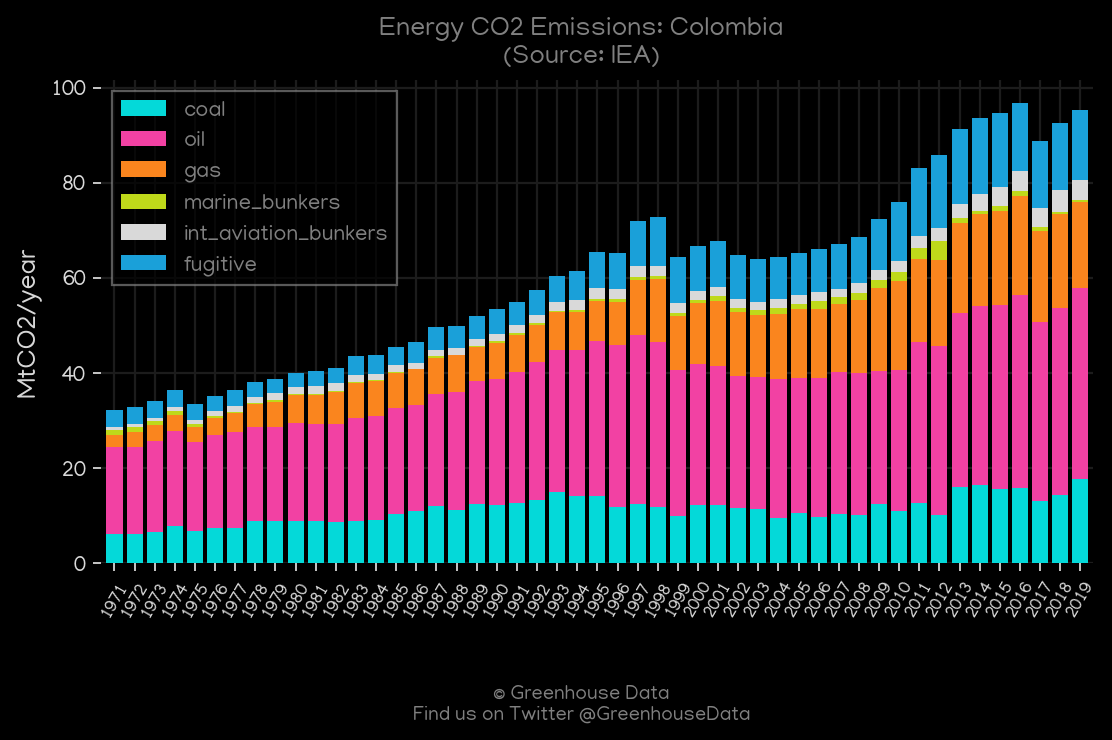 Energy CO2 Emissions: Colombia
(Source: IEA)
MtCO2/year
100
80
60
40
20
0
coal
oil
gas
marine_bunkers
int_aviation_bunkers
fugitive
1971 1972 1973 1974 1975 1976 1977 1978 1979 1980 1981 1982 1983 1984 1985 1986 1987 1988 1989 1990 1991 1992 1993 1994 1995 1996 1997 1998 1999 2000 2001 2002 2003 2004 2005 2006 2007 2008 2009 2010 2011 2012 2013 2014 2015 2016 2017 2018 2019
© Greenhouse Data
Find us on Twitter @GreenhouseData